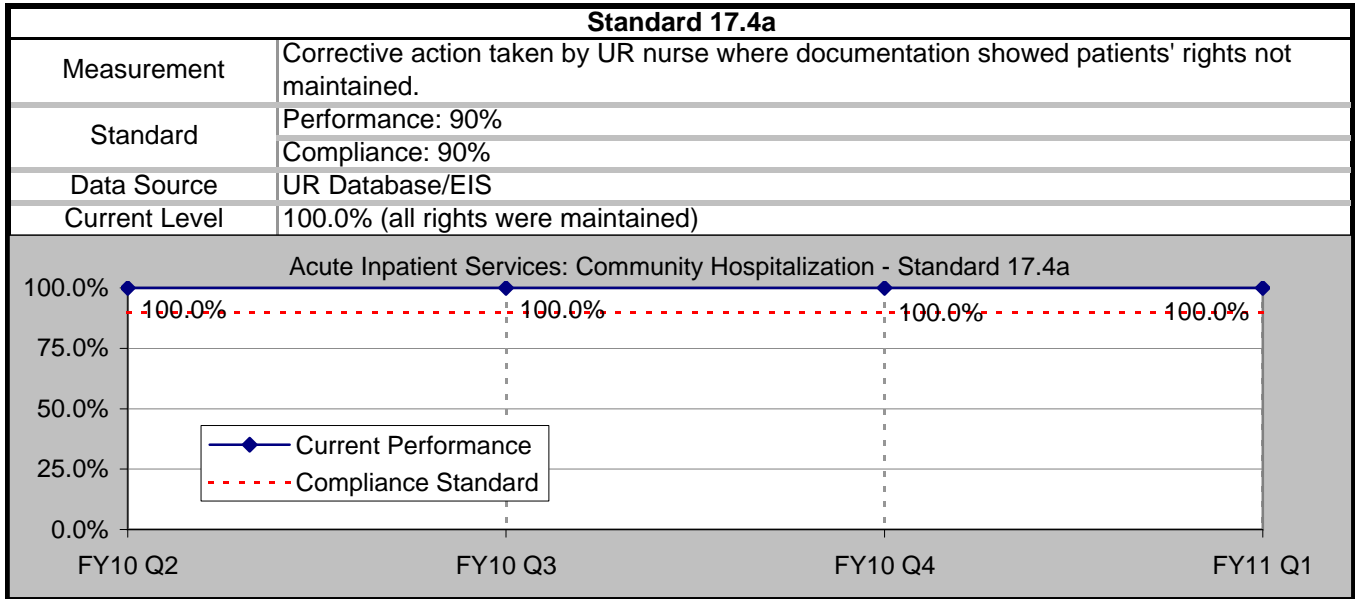 Standard 17.4a
Measurement
Corrective action taken by UR nurse where documentation showed patients' rights not
maintained.
Standard
Performance: 90%
Compliance: 90%
Data Source
UR Database/EIS
Current Level
100.0% (all rights were maintained)
Acute Inpatient Services: Community Hospitalization - Standard 17.4a
100.0%
100.0% 100.0% 100.0% 100.0%
75.0%
50.0%
25.0%
0.0%
Current Performance
Compliance Standard
FY10 Q2 FY10 Q3 FY10 Q4 FY11 Q1